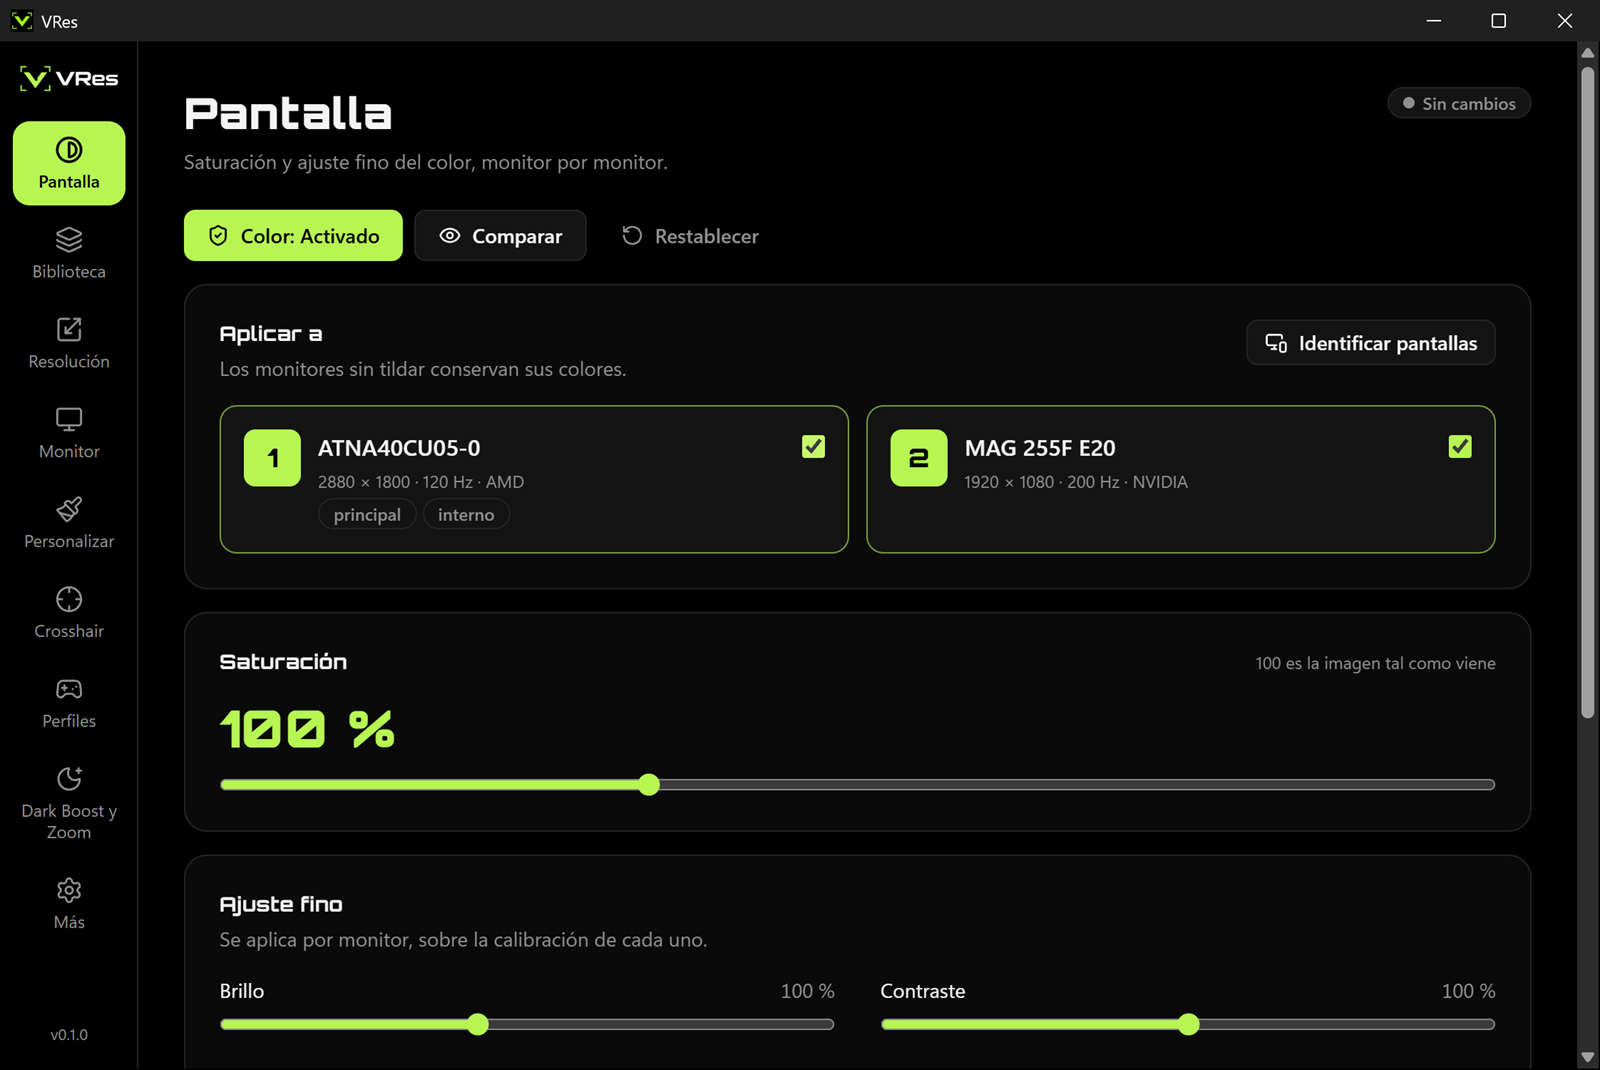 VRes
VRes
Pantalla
Biblioteca
Resolución
Monitor
Personalizar
Crosshair
Perfiles
Dark Boost y
Zoom
Más
v0.1.0
Pantalla
Sin cambios
Saturación y ajuste fino del color, monitor por monitor.
Color: Activado
Comparar
Restablecer
Aplicar a
Los monitores sin tildar conservan sus colores.
Identificar pantallas
1
ATNA40CU05-0
2880 × 1800 · 120 Hz · AMD
principal
interno
2
MAG 255F E20
1920 × 1080 · 200 Hz · NVIDIA
Saturación
100 es la imagen tal como viene
100 %
Ajuste fino
Se aplica por monitor, sobre la calibración de cada uno.
Brillo
100 %
Contraste
100 %